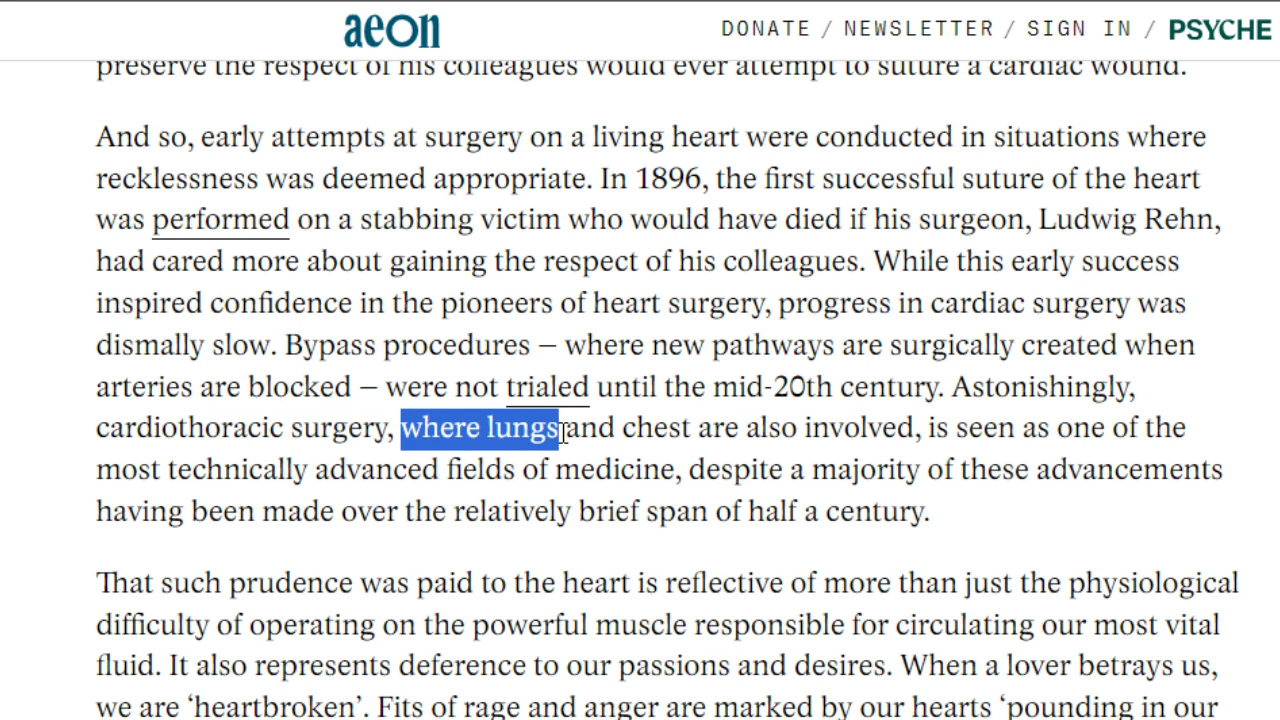 aeon
DONATE / NEWSLETTER / SIGN IN / PSYCHE
preserve the respect of his colleagues would ever attempt to suture a cardiac wound.
And so, early attempts at surgery on a living heart were conducted in situations where
recklessness was deemed appropriate. In 1896, the first successful suture of the heart
was performed on a stabbing victim who would have died if his surgeon, Ludwig Rehn,
had cared more about gaining the respect of his colleagues. While this early success
inspired confidence in the pioneers of heart surgery, progress in cardiac surgery was
dismally slow. Bypass procedures – where new pathways are surgically created when
arteries are blocked – were not trialed until the mid-20th century. Astonishingly,
cardiothoracic surgery, where lungs and chest are also involved, is seen as one of the
most technically advanced fields of medicine, despite a majority of these advancements
having been made over the relatively brief span of half a century.
That such prudence was paid to the heart is reflective of more than just the physiological
difficulty of operating on the powerful muscle responsible for circulating our most vital
fluid. It also represents deference to our passions and desires. When a lover betrays us,
we are ‘heartbroken’. Fits of rage and anger are marked by our hearts ‘pounding in our